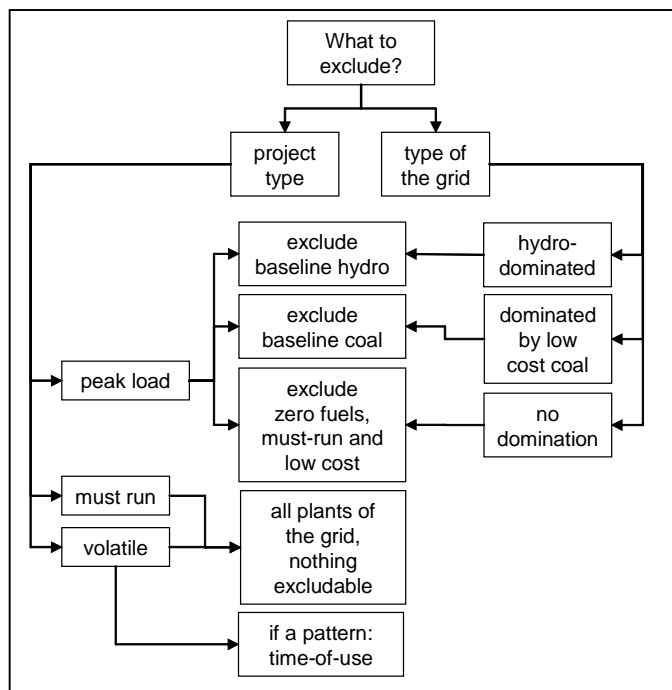 What to
exclude?
project
type
type of
the grid
exclude
baseline hydro
hydro-
dominated
exclude
baseline coal
dominated
by low
cost coal
peak load
exclude
zero fuels,
must-run and
low cost
no
domination
must run
volatile
all plants of
the grid,
nothing
excludable
if a pattern:
time-of-use